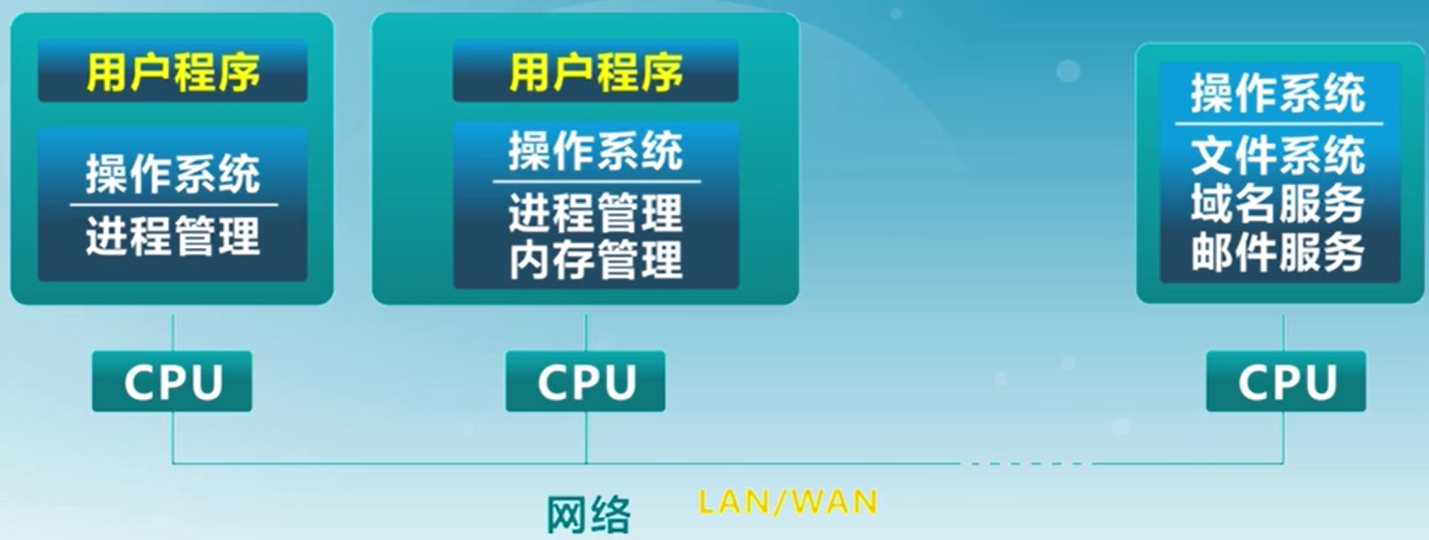 用户程序
操作系统
进程管理
用户程序
操作系统
进程管理
内存管理
操作系统
文件系统
域名服务
邮件服务
CPU
CPU
CPU
网络
LAN/WAN